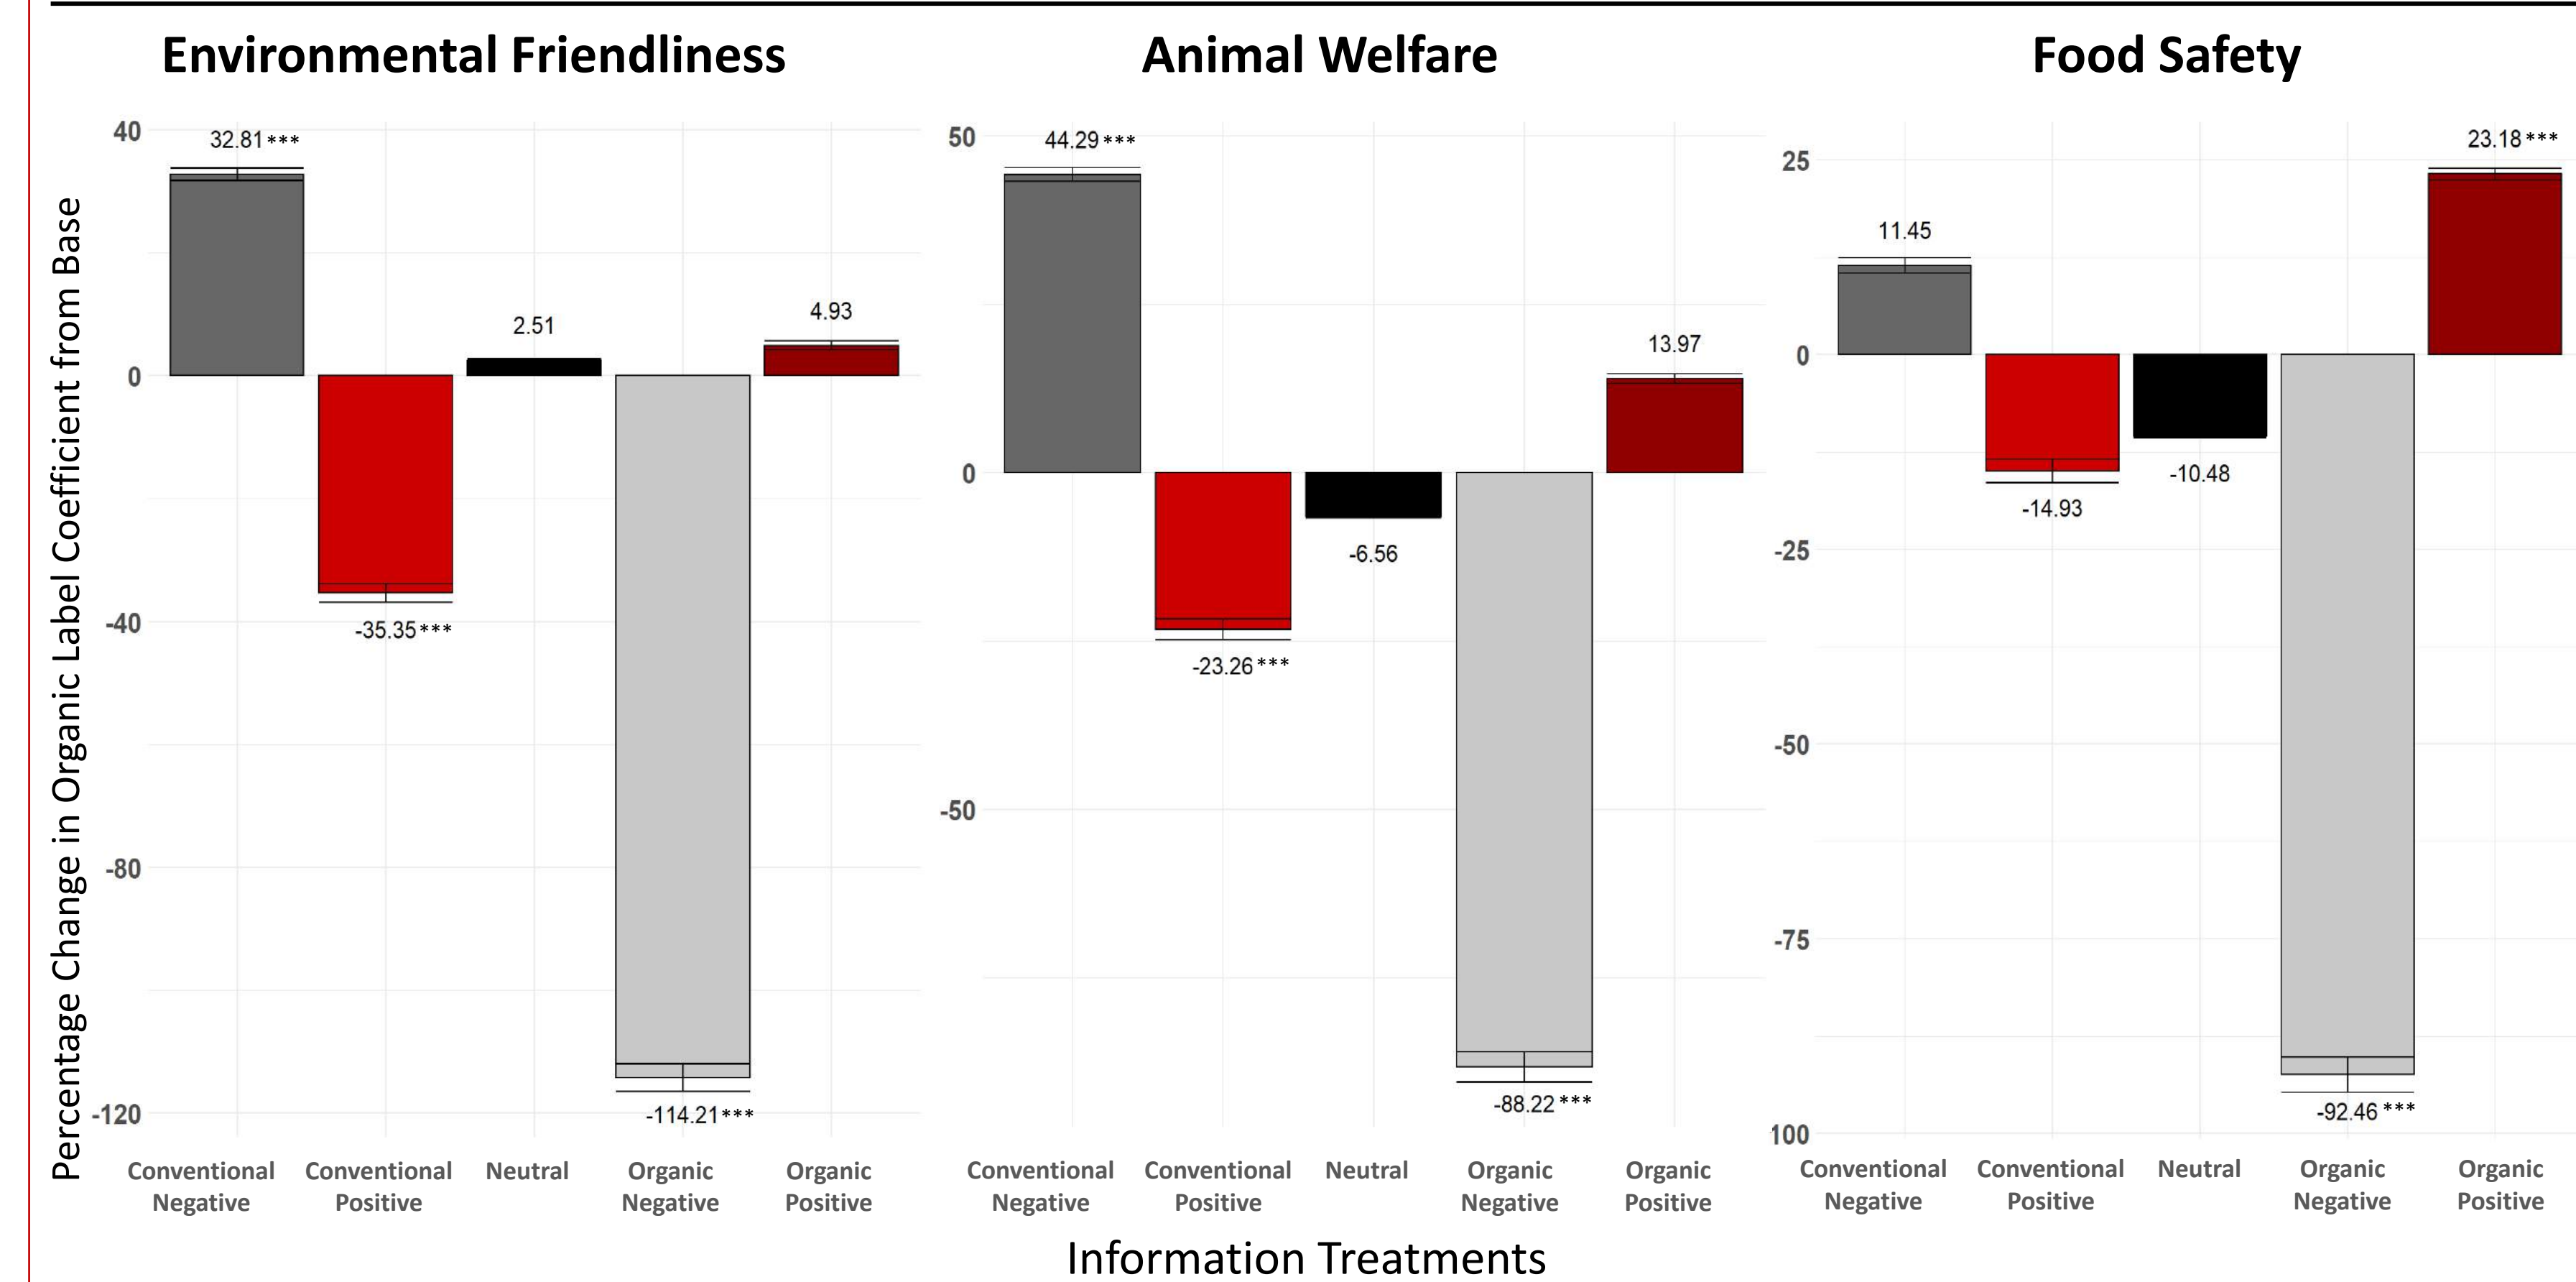 Environmental Friendliness
Animal Welfare
Food Safety
Percentage Change in Organic Label Coefficient from Base
40
0
-40
-80
-120
32.81***
-35.35***
2.51
-114.21***
4.93
Conventional
Negative
Conventional
Positive
Neutral
Organic
Negative
Organic
Positive
50
0
-50
44.29***
-23.26***
-6.56
-88.22***
13.97
Conventional
Negative
Conventional
Positive
Neutral
Organic
Negative
Organic
Positive
25
0
-25
-50
-75
100
11.45
-14.93
-10.48
-92.46***
23.18***
Conventional
Negative
Conventional
Positive
Neutral
Organic
Negative
Organic
Positive
Information Treatments